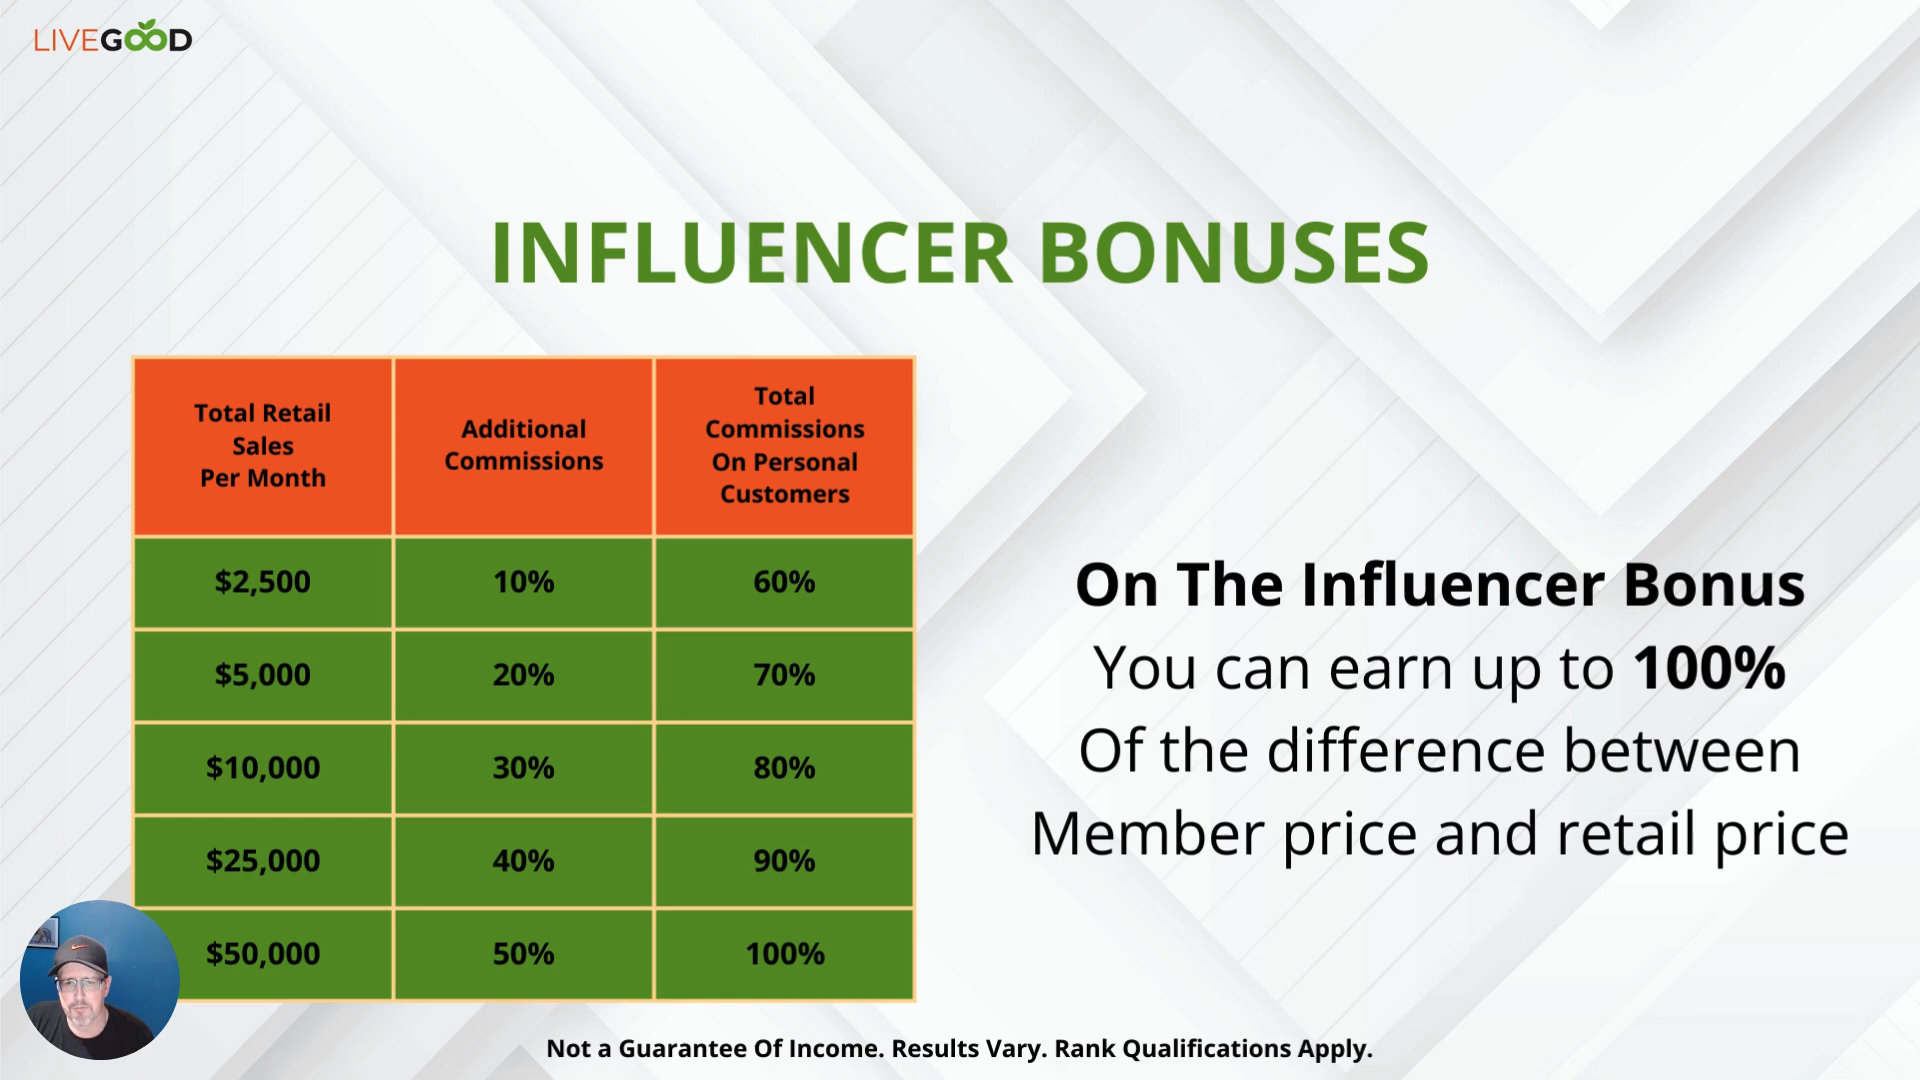 LIVEGOOD
INFLUENCER BONUSES
Total Retail
Sales
Per Month
Additional
Commissions
Total
Commissions
On Personal
Customers
$2,500 10% 60%
$5,000 20% 70%
$10,000 30% 80%
$25,000 40% 90%
$50,000 50% 100%
On The Influencer Bonus
You can earn up to 100%
Of the difference between
Member price and retail price
Not a Guarantee Of Income. Results Vary. Rank Qualifications Apply.